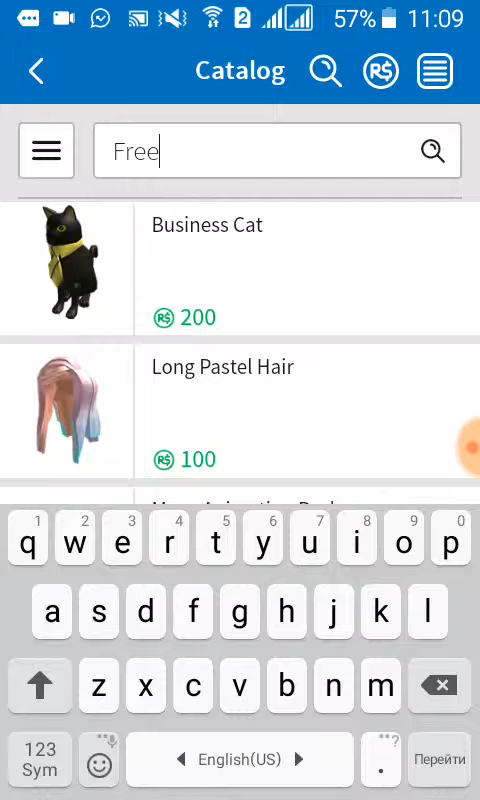 2 57% 11:09
Catalog R$
Free
Business Cat
R$ 200
Long Pastel Hair
R$ 100
1 2 3 4 5 6 7 8 9 0
q w e r t y u i o p
a s d f g h j k l
z x c v b n m
123 Sym English(US) . ? Перейти